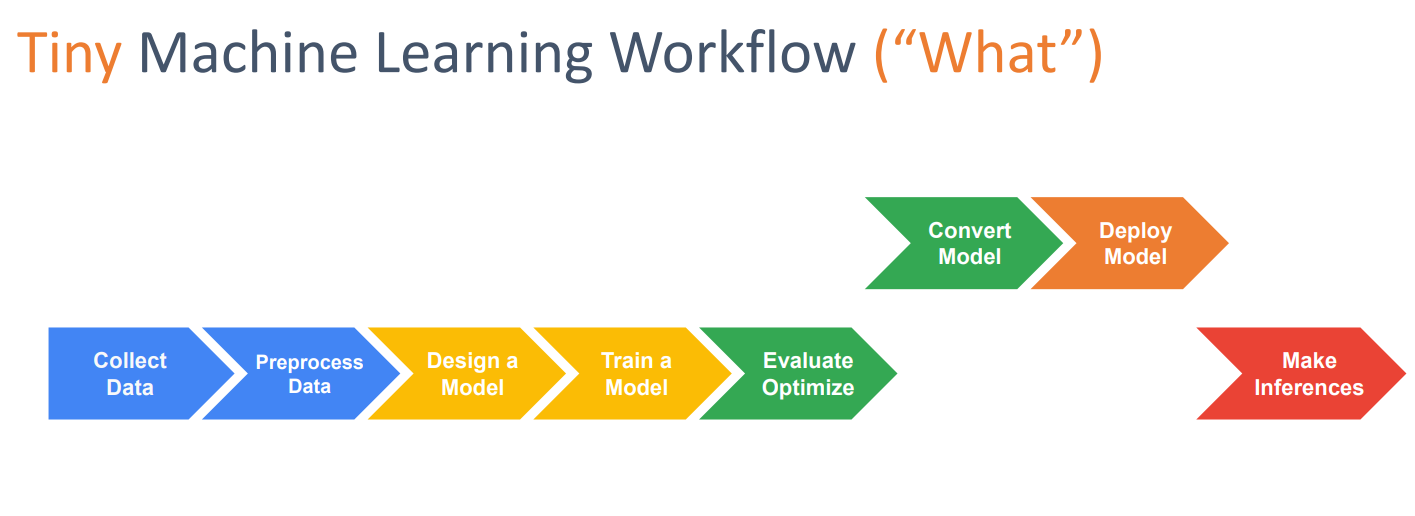 Tiny Machine Learning Workflow (“What”)
Collect
Data
Preprocess
Data
Design a
Model
Train a
Model
Evaluate
Optimize
Convert
Model
Deploy
Model
Make
Inferences